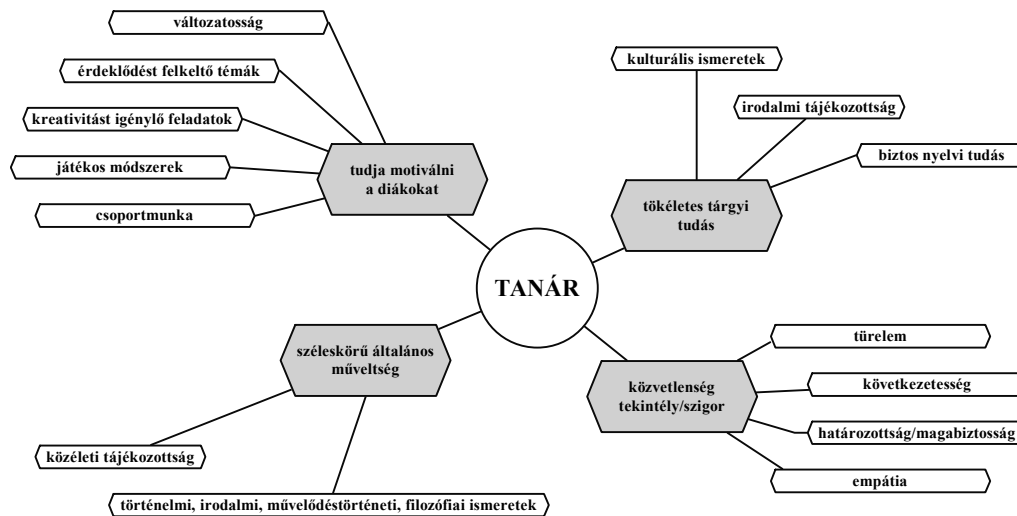 változatosság
érdeklődést felkeltő témák
kreativitást igénylő feladatok
játékos módszerek
csoportmunka
tudja motiválni
a diákokat
kulturális ismeretek
irodalmi tájékozottság
biztos nyelvi tudás
tökéletes tárgyi
tudás
TANÁR
széleskörű általános
műveltség
közéleti tájékozottság
történelmi, irodalmi, művelődéstörténeti, filozófiai ismeretek
közvetlenség
tekintély/szigor
türelem
következetesség
határozottság/magabiztosság
empátia